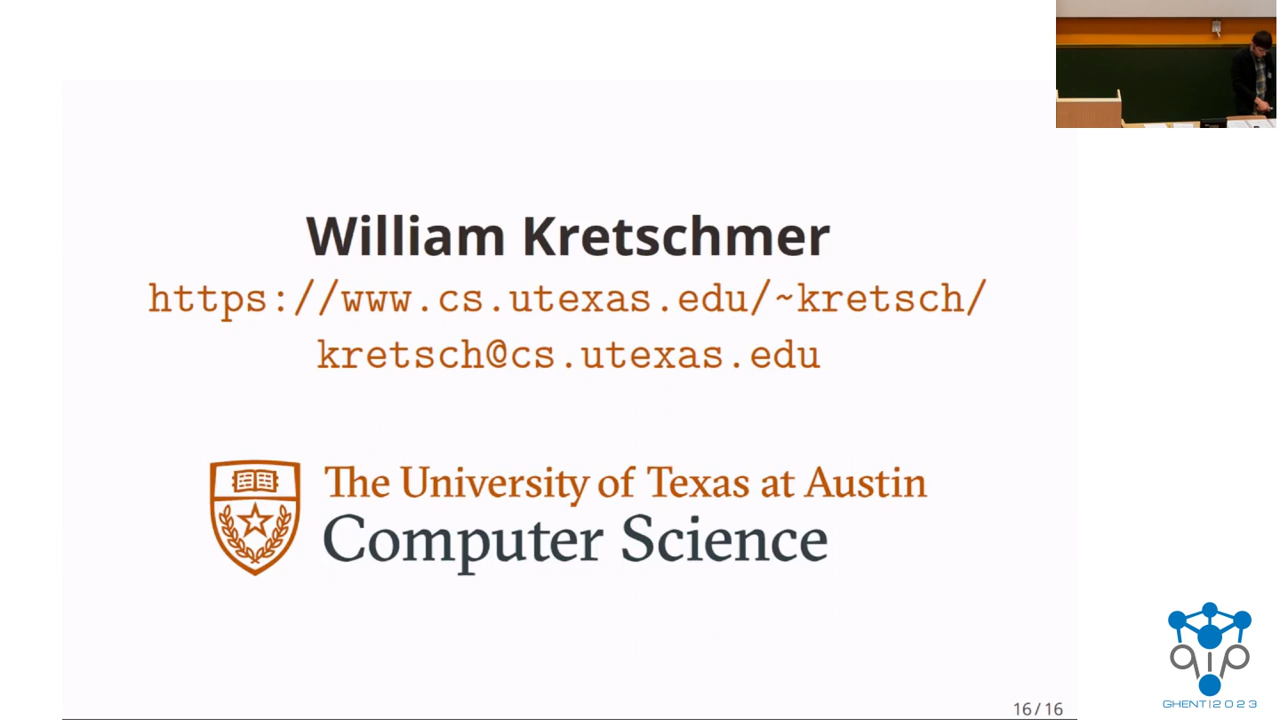 William Kretschmer
https://www.cs.utexas.edu/~kretsch/
kretsch@cs.utexas.edu
The University of Texas at Austin
Computer Science
16/16
qip
GHENT|2023